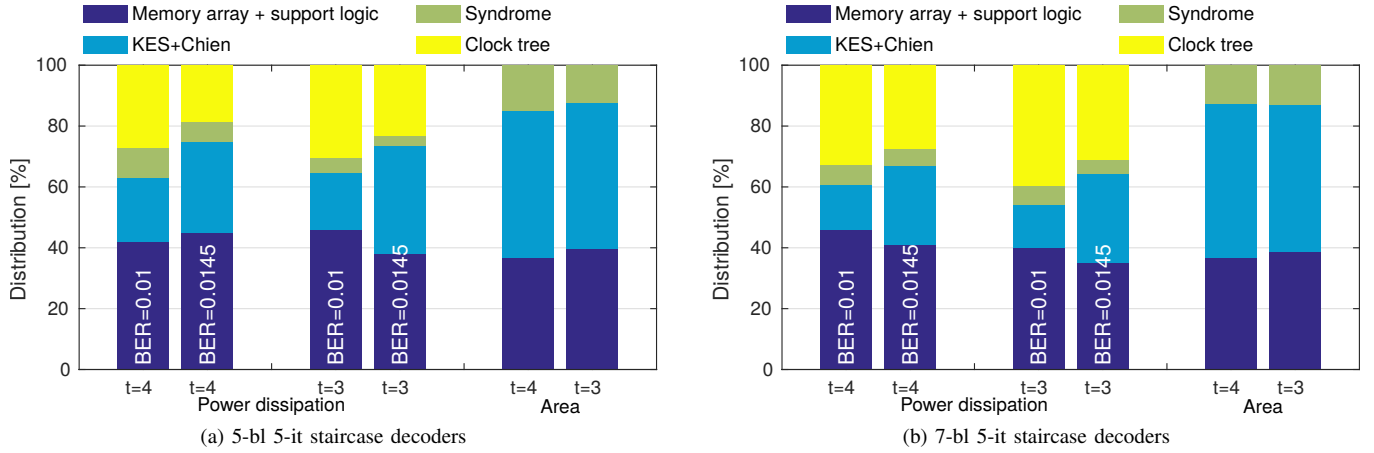 Memory array + support logic
Syndrome
KES+Chien
Clock tree
Distribution [%]
100
80
60
40
20
0
BER=0.01
BER=0.0145
BER=0.01
BER=0.0145
t=4
t=4
t=3
t=3
t=4
t=3
Power dissipation
Area
(a) 5-bl 5-it staircase decoders
Memory array + support logic
Syndrome
KES+Chien
Clock tree
Distribution [%]
100
80
60
40
20
0
BER=0.01
BER=0.0145
BER=0.01
BER=0.0145
t=4
t=4
t=3
t=3
t=4
t=3
Power dissipation
Area
(b) 7-bl 5-it staircase decoders